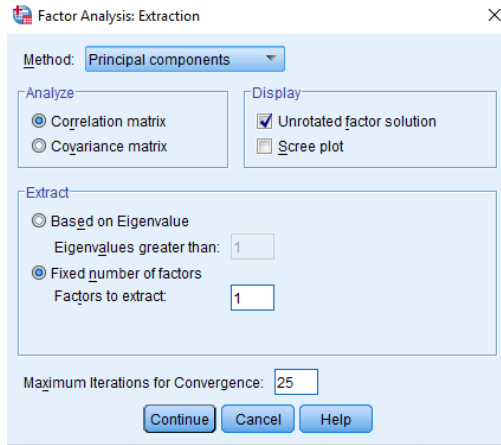 Factor Analysis: Extraction
Method: Principal components
Analyze
Correlation matrix
Covariance matrix
Display
Unrotated factor solution
Scree plot
Extract
Based on Eigenvalue
Eigenvalues greater than: 1
Fixed number of factors
Factors to extract: 1
Maximum Iterations for Convergence: 25
Continue Cancel Help